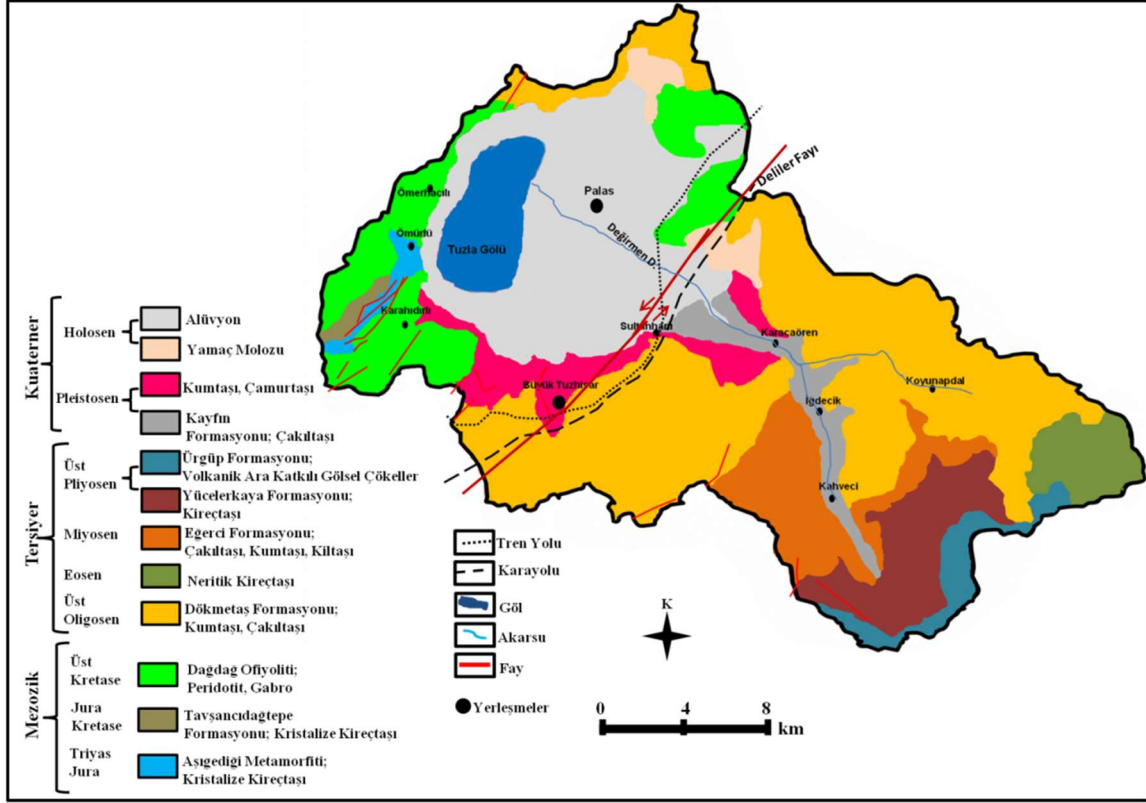 Deliler Fayı
Palas
Ömerhacılı
Değirmen D.
Ömürlü
Tuzla Gölü
Karahıdırlı
Sultanhanı
Karacaören
Büyük Tuzhisar
Koyunapdal
İğdecik
Kahveci
Kuaterner
Holosen
Alüvyon
Yamaç Molozu
Pleistosen
Kumtaşı, Çamurtaşı
Kayfın
Formasyonu; Çakıltaşı
Terşiyer
Üst
Pliyosen
Ürgüp Formasyonu;
Volkanik Ara Katkılı Gölsel Çökeller
Yücelerkaya Formasyonu;
Kireçtaşı
Miyosen
Eğerci Formasyonu;
Çakıltaşı, Kumtaşı, Kiltaşı
Eosen
Neritik Kireçtaşı
Üst
Oligosen
Dökmetaş Formasyonu;
Kumtaşı, Çakıltaşı
Mezozik
Üst
Kretase
Dağdağ Ofiyoliti;
Peridotit, Gabro
Jura
Kretase
Tavşancıdağtepe
Formasyonu; Kristalize Kireçtaşı
Triyas
Jura
Aşıgediği Metamorfiti;
Kristalize Kireçtaşı
Tren Yolu
Karayolu
Göl
Akarsu
Fay
Yerleşmeler
K
0 4 8
km